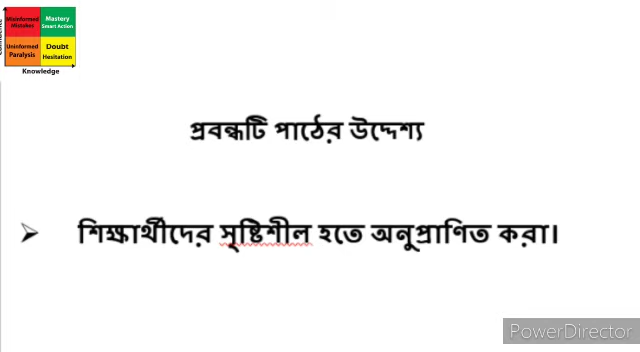 Misinformed Mastery
Mistakes Smart Action
Uninformed Doubt
Paralysis Hesitation
Knowledge
প্রবন্ধটি পাঠের উদ্দেশ্য
➢ শিক্ষার্থীদের সৃষ্টিশীল হতে অনুপ্রাণিত করা।
PowerDirector